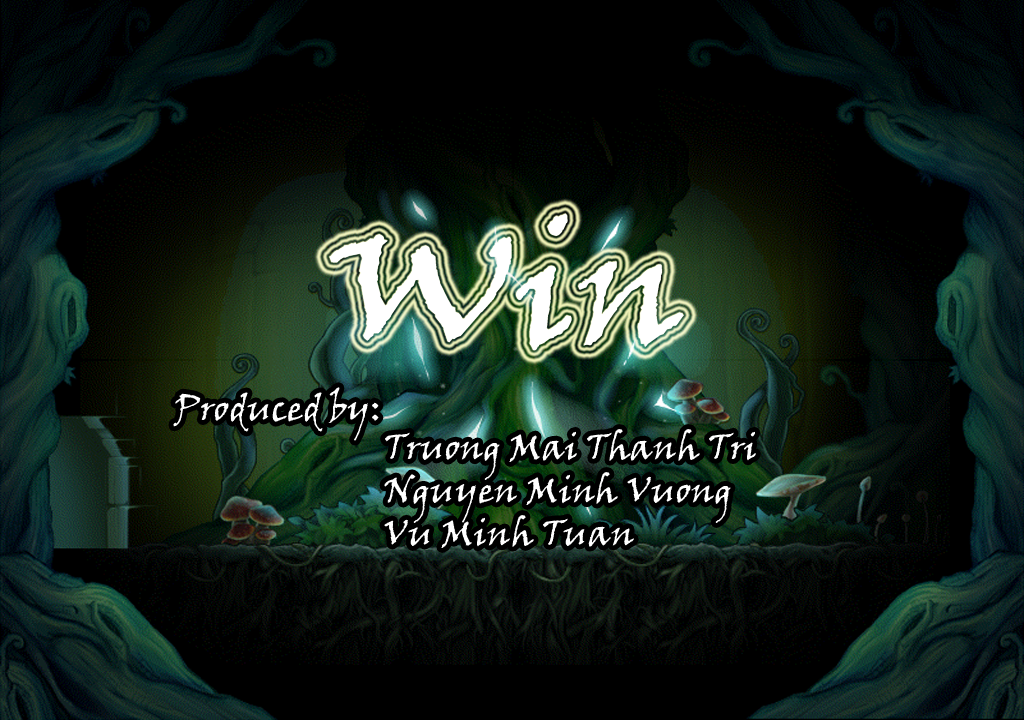 Win
Produced by:
Truong Mai Thanh Tri
Nguyen Minh Vuong
Vu Minh Tuan